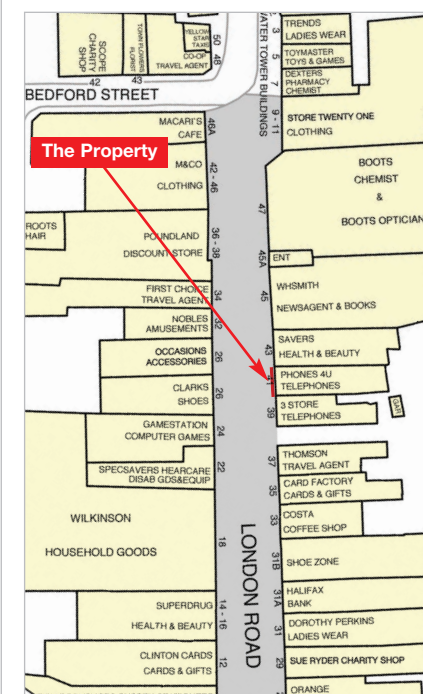 SCOPE
CHARITY
SHOP
42
TOWN FLOWERS
FLORIST
43
YELLOW
STAR
TAXIS
CO-OP
TRAVEL AGENT
50
48
BEDFORD STREET
WATER TOWER BUILDINGS
3
TRENDS
LADIES WEAR
5
TOYMASTER
TOYS & GAMES
7
DEXTERS
PHARMACY
CHEMIST
9 - 11
STORE TWENTY ONE
CLOTHING
MACARI'S
CAFE
46A
The Property
M&CO
CLOTHING
42 - 46
BOOTS
CHEMIST
&
BOOTS OPTICIAN
47
ROOTS
HAIR
POUNDLAND
DISCOUNT STORE
36 - 38
ENT
45A
WHSMITH
NEWSAGENT & BOOKS
45
FIRST CHOICE
TRAVEL AGENT
34
NOBLES
AMUSEMENTS
32
SAVERS
HEALTH & BEAUTY
43
OCCASIONS
ACCESSORIES
26
PHONES 4U
TELEPHONES
41
CLARKS
SHOES
26
3 STORE
TELEPHONES
39
GAR
GAMESTATION
COMPUTER GAMES
24
THOMSON
TRAVEL AGENT
37
SPECSAVERS HEARCARE
DISAB GDS&EQUIP
22
CARD FACTORY
CARDS & GIFTS
35
COSTA
COFFEE SHOP
33
WILKINSON
HOUSEHOLD GOODS
18
LONDON ROAD
SHOE ZONE
31B
HALIFAX
BANK
31A
SUPERDRUG
HEALTH & BEAUTY
14 - 16
DOROTHY PERKINS
LADIES WEAR
31
CLINTON CARDS
CARDS & GIFTS
12
SUE RYDER CHARITY SHOP
29
ORANGE